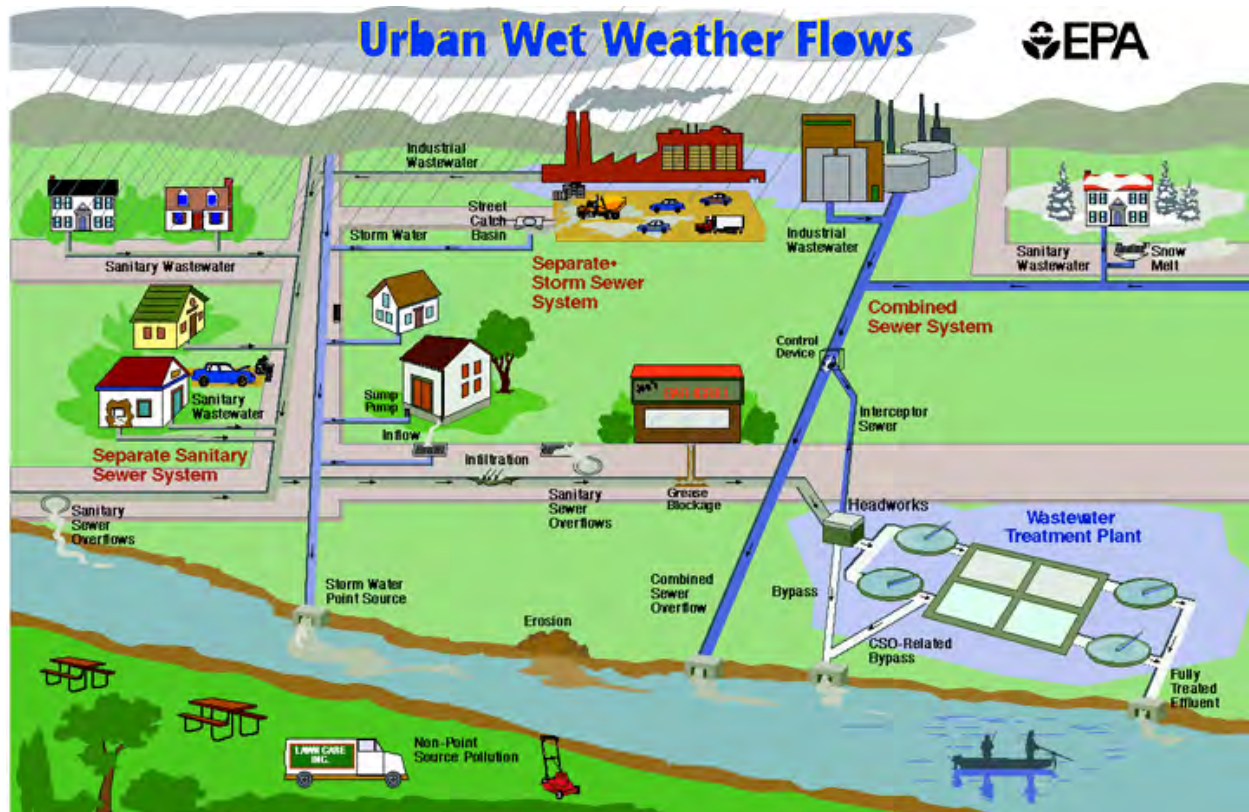 Urban Wet Weather Flows
EPA
Industrial
Wastewater
Street
Catch
Basin
Storm Water
Sanitary Wastewater
Separate•
Storm Sewer
System
Industrial
Wastewater
Sanitary
Wastewater
Snow
Melt
Combined
Sewer System
Control
Device
Sanitary
Wastewater
Sump
Pump
Inflow
Interceptor
Sewer
Separate Sanitary
Sewer System
Infiltration
Sanitary
Sewer
Overflows
Sanitary
Sewer
Overflows
Grease
Blockage
Headworks
Wastewater
Treatment Plant
Storm Water
Point Source
Combined
Sewer
Overflow
Bypass
Erosion
CSO-Related
Bypass
Fully
Treated
Effluent
LAWN CARE
INC.
Non-Point
Source Pollution